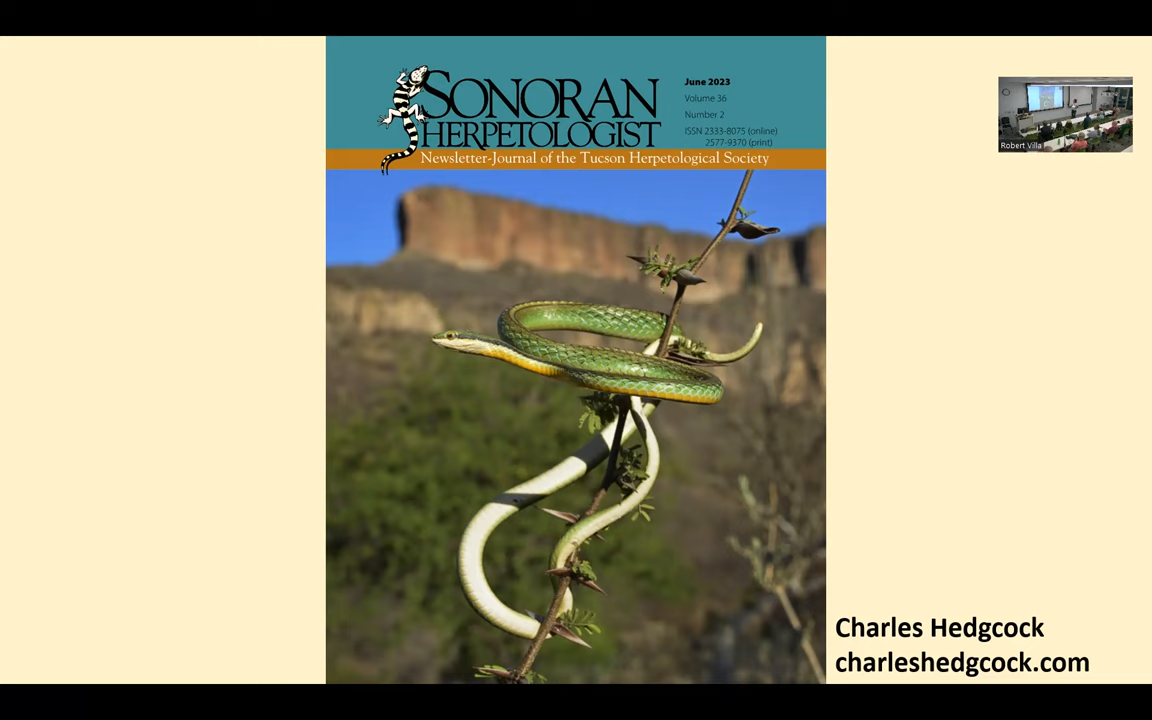 SONORAN
HERPETOLOGIST
June 2023
Volume 36
Number 2
ISSN 2333-8075 (online)
2577-9370 (print)
Newsletter-Journal of the Tucson Herpetological Society
Robert Villa
Charles Hedgcock
charleshedgcock.com